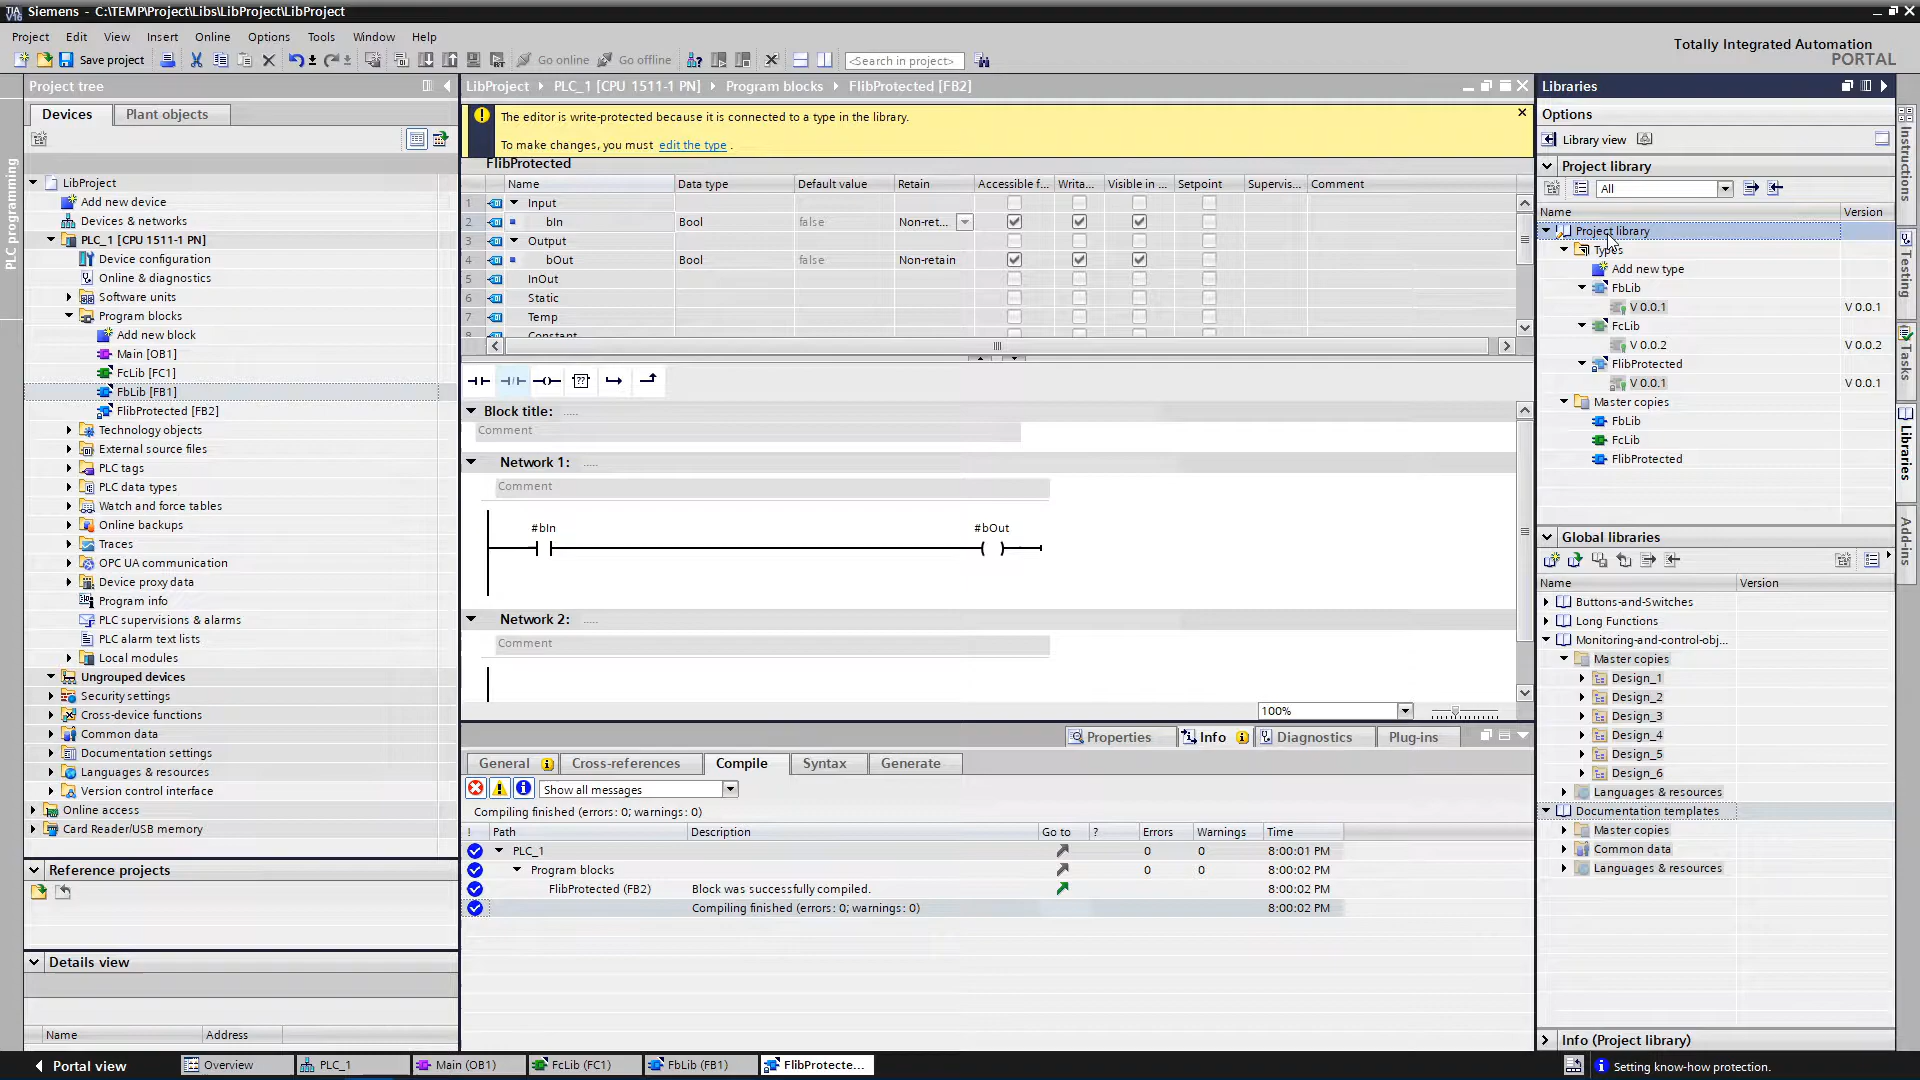 Siemens - C:\TEMP\Project\Libs\LibProject\LibProject
Project Edit View Insert Online Options Tools Window Help
Totally Integrated Automation
PORTAL
Save project Go online Go offline <Search in project>
Project tree
Devices Plant objects
PLC programming
LibProject
Add new device
Devices & networks
PLC_1 [CPU 1511-1 PN]
Device configuration
Online & diagnostics
Software units
Program blocks
Add new block
Main [OB1]
FcLib [FC1]
FbLib [FB1]
FlibProtected [FB2]
Technology objects
External source files
PLC tags
PLC data types
Watch and force tables
Online backups
Traces
OPC UA communication
Device proxy data
Program info
PLC supervisions & alarms
PLC alarm text lists
Local modules
Ungrouped devices
Security settings
Cross-device functions
Common data
Documentation settings
Languages & resources
Version control interface
Online access
Card Reader/USB memory
Reference projects
Details view
Name Address
LibProject PLC_1 [CPU 1511-1 PN] Program blocks FlibProtected [FB2]
The editor is write-protected because it is connected to a type in the library.
To make changes, you must edit the type .
FlibProtected
Name Data type Default value Retain Accessible f... Writa... Visible in ... Setpoint Supervis... Comment
1 Input
2 bIn Bool false Non-ret...
3 Output
4 bOut Bool false Non-retain
5 InOut
6 Static
7 Temp
8 Constant
??
Block title: .....
Comment
Network 1: .....
Comment
#bIn #bOut
Network 2: .....
Comment
100%
Properties Info Diagnostics Plug-ins
General Cross-references Compile Syntax Generate
Show all messages
Compiling finished (errors: 0; warnings: 0)
! Path Description Go to ? Errors Warnings Time
PLC_1 0 0 8:00:01 PM
Program blocks 0 0 8:00:02 PM
FlibProtected (FB2) Block was successfully compiled. 8:00:02 PM
Compiling finished (errors: 0; warnings: 0) 8:00:02 PM
Libraries
Options
Library view
Project library
All
Name Version
Project library
Types
Add new type
FbLib
V 0.0.1 V 0.0.1
FcLib
V 0.0.2 V 0.0.2
FlibProtected
V 0.0.1 V 0.0.1
Master copies
FbLib
FcLib
FlibProtected
Global libraries
Name Version
Buttons-and-Switches
Long Functions
Monitoring-and-control-obj...
Master copies
Design_1
Design_2
Design_3
Design_4
Design_5
Design_6
Languages & resources
Documentation templates
Master copies
Common data
Languages & resources
Info (Project library)
Instructions
Testing
Tasks
Libraries
Add-ins
Portal view Overview PLC_1 Main (OB1) FcLib (FC1) FbLib (FB1) FlibProtecte... Setting know-how protection.